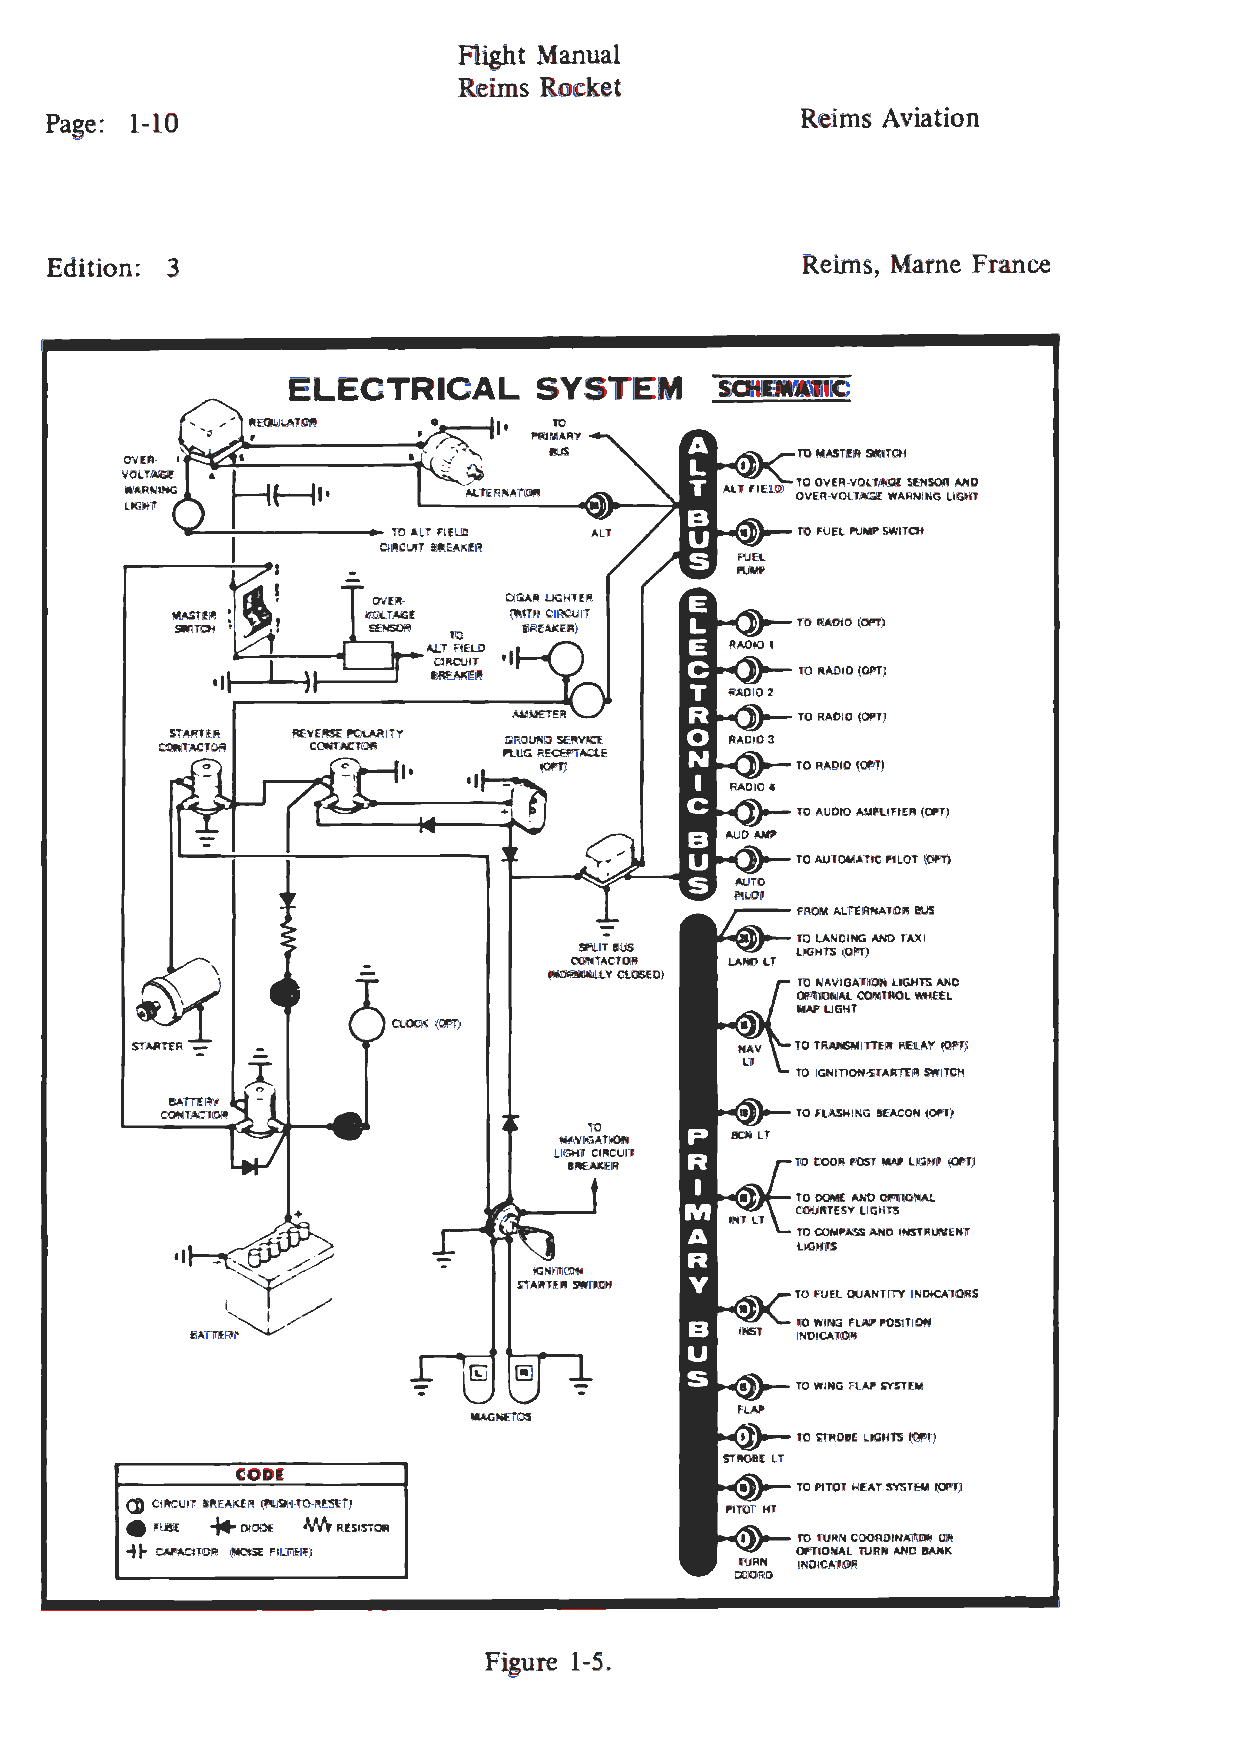 Flight Manual
Reims Rocket
Page: 1-10
Reims Aviation
Edition: 3
Reims, Marne France
ELECTRICAL SYSTEM SCHEMATIC
REGULATOR
TO
PRIMARY
BUS
OVER-
VOLTAGE
WARNING
LIGHT
ALTERNATOR
TO ALT FIELD
CIRCUIT BREAKER
ALT
ALT BUS
ALT FIELD
TO MASTER SWITCH
TO OVER-VOLTAGE SENSOR AND
OVER-VOLTAGE WARNING LIGHT
TO FUEL PUMP SWITCH
FUEL
PUMP
MASTER
SWITCH
OVER-
VOLTAGE
SENSOR
TO
ALT FIELD
CIRCUIT
BREAKER
CIGAR LIGHTER
(WITH CIRCUIT
BREAKER)
AMMETER
ELECTRONIC BUS
TO RADIO (OPT)
RADIO 1
TO RADIO (OPT)
RADIO 2
TO RADIO (OPT)
RADIO 3
TO RADIO (OPT)
RADIO 4
TO AUDIO AMPLIFIER (OPT)
AUD AMP
TO AUTOMATIC PILOT (OPT)
AUTO
PILOT
STARTER
CONTACTOR
REVERSE POLARITY
CONTACTOR
GROUND SERVICE
PLUG RECEPTACLE
(OPT)
-
+
SPLIT BUS
CONTACTOR
(NORMALLY CLOSED)
STARTER
CLOCK (OPT)
BATTERY
CONTACTOR
TO
NAVIGATION
LIGHT CIRCUIT
BREAKER
+
-
BATTERY
IGNITION
STARTER SWITCH
L
R
MAGNETOS
PRIMARY BUS
FROM ALTERNATOR BUS
TO LANDING AND TAXI
LIGHTS (OPT)
LAND LT
TO NAVIGATION LIGHTS AND
OPTIONAL CONTROL WHEEL
MAP LIGHT
TO TRANSMITTER RELAY (OPT)
NAV
LT
TO IGNITION-STARTER SWITCH
TO FLASHING BEACON (OPT)
BCN LT
TO DOOR POST MAP LIGHT (OPT)
TO DOME AND OPTIONAL
COURTESY LIGHTS
INT LT
TO COMPASS AND INSTRUMENT
LIGHTS
TO FUEL QUANTITY INDICATORS
INST
TO WING FLAP POSITION
INDICATOR
TO WING FLAP SYSTEM
FLAP
TO STROBE LIGHTS (OPT)
STROBE LT
TO PITOT HEAT SYSTEM (OPT)
PITOT HT
TO TURN COORDINATOR OR
OPTIONAL TURN AND BANK
INDICATOR
TURN
COORD
CODE
CIRCUIT BREAKER (PUSH-TO-RESET)
FUSE DIODE RESISTOR
CAPACITOR (NOISE FILTER)
Figure 1-5.